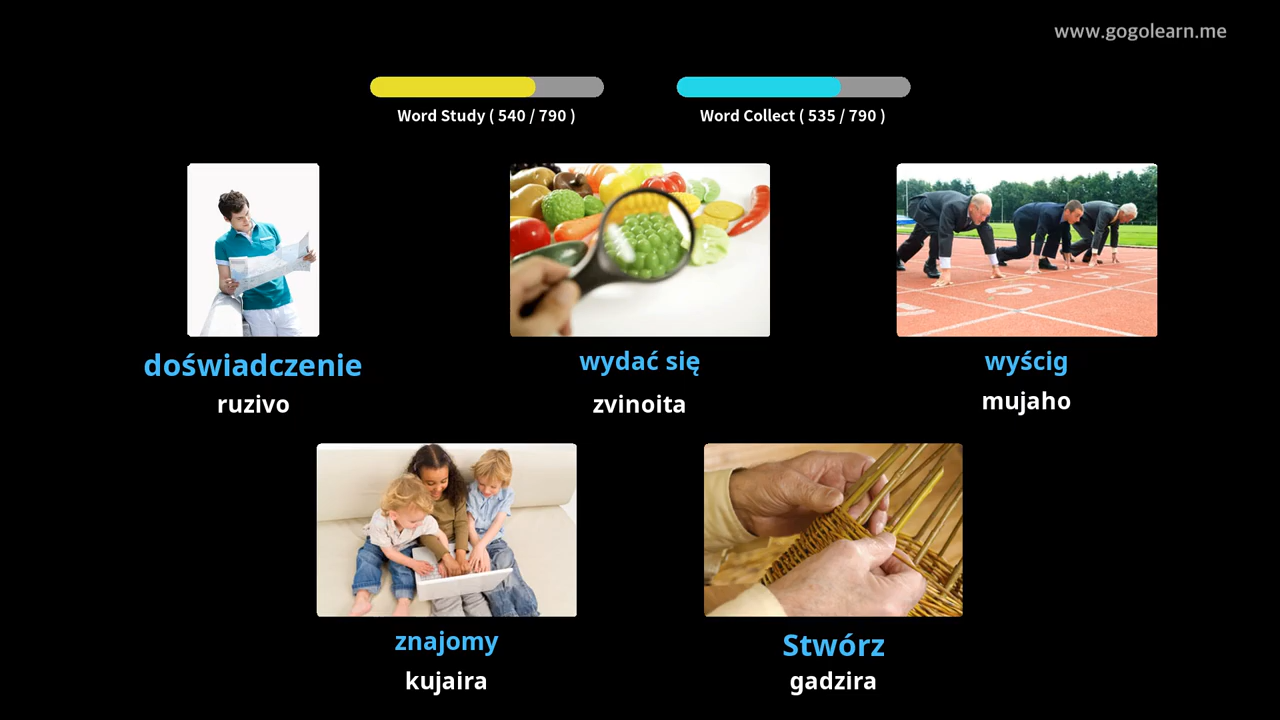 www.gogolearn.me
Word Study ( 540 / 790 )
Word Collect ( 535 / 790 )
doświadczenie
ruzivo
wydać się
zvinoita
wyścig
mujaho
znajomy
kujaira
Stwórz
gadzira